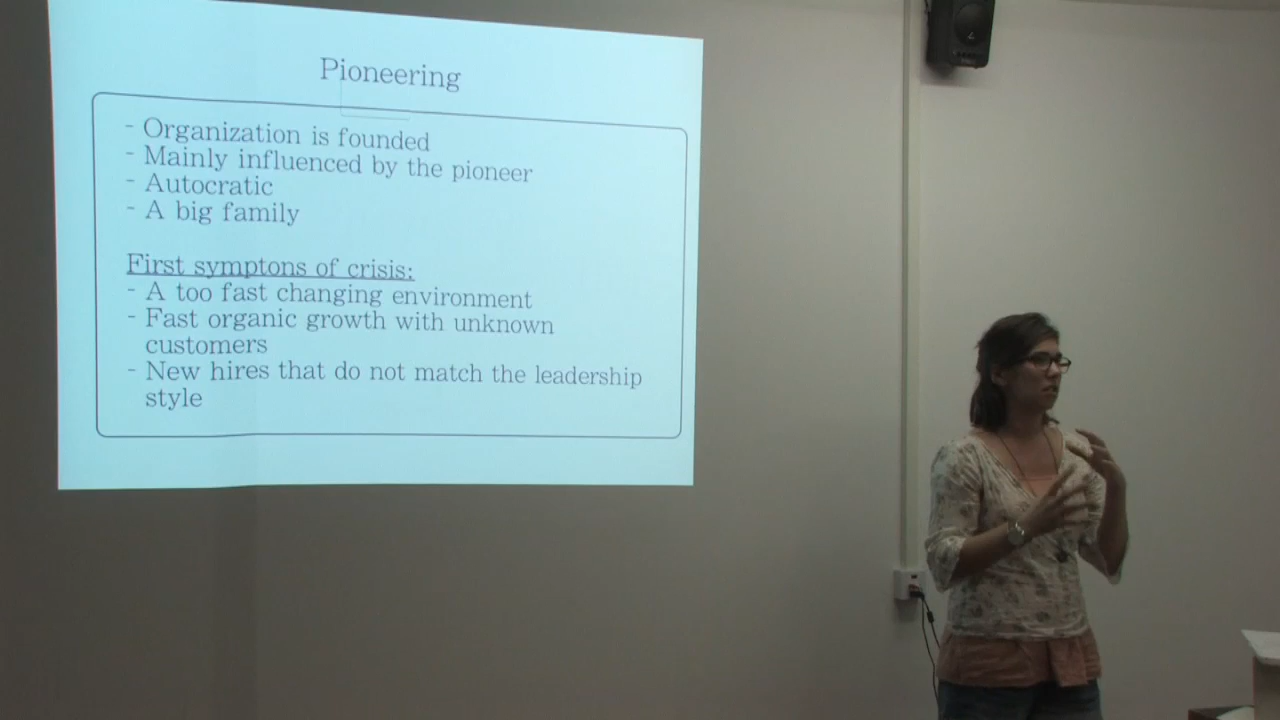 Pioneering
- Organization is founded
- Mainly influenced by the pioneer
- Autocratic
- A big family
First symptons of crisis:
- A too fast changing environment
- Fast organic growth with unknown
customers
- New hires that do not match the leadership
style